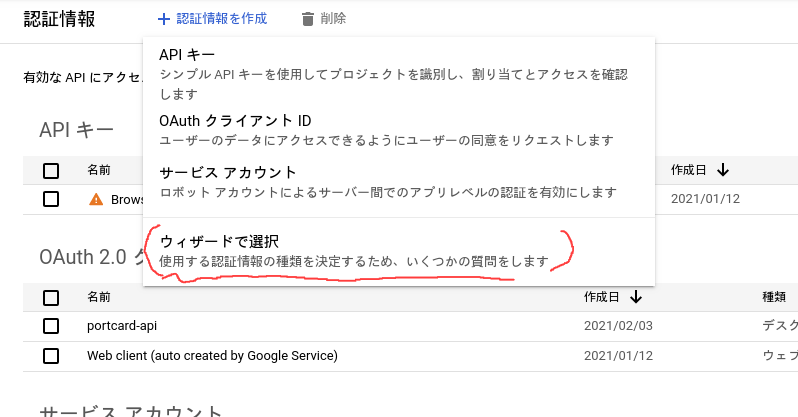 認証情報
認証情報を作成
削除
API キー
シンプル API キーを使用してプロジェクトを識別し、割り当てとアクセスを確認
します
OAuth クライアント ID
ユーザーのデータにアクセスできるようにユーザーの同意をリクエストします
サービス アカウント
ロボット アカウントによるサーバー間でのアプリレベルの認証を有効にします
ウィザードで選択
使用する認証情報の種類を決定するため、いくつかの質問をします
有効な API にアクセ
API キー
名前
作成日
Brows
2021/01/12
OAuth 2.0 ク
名前
作成日
種類
portcard-api
2021/02/03
デスク
Web client (auto created by Google Service)
2021/01/12
ウェブ
サービス アカウント